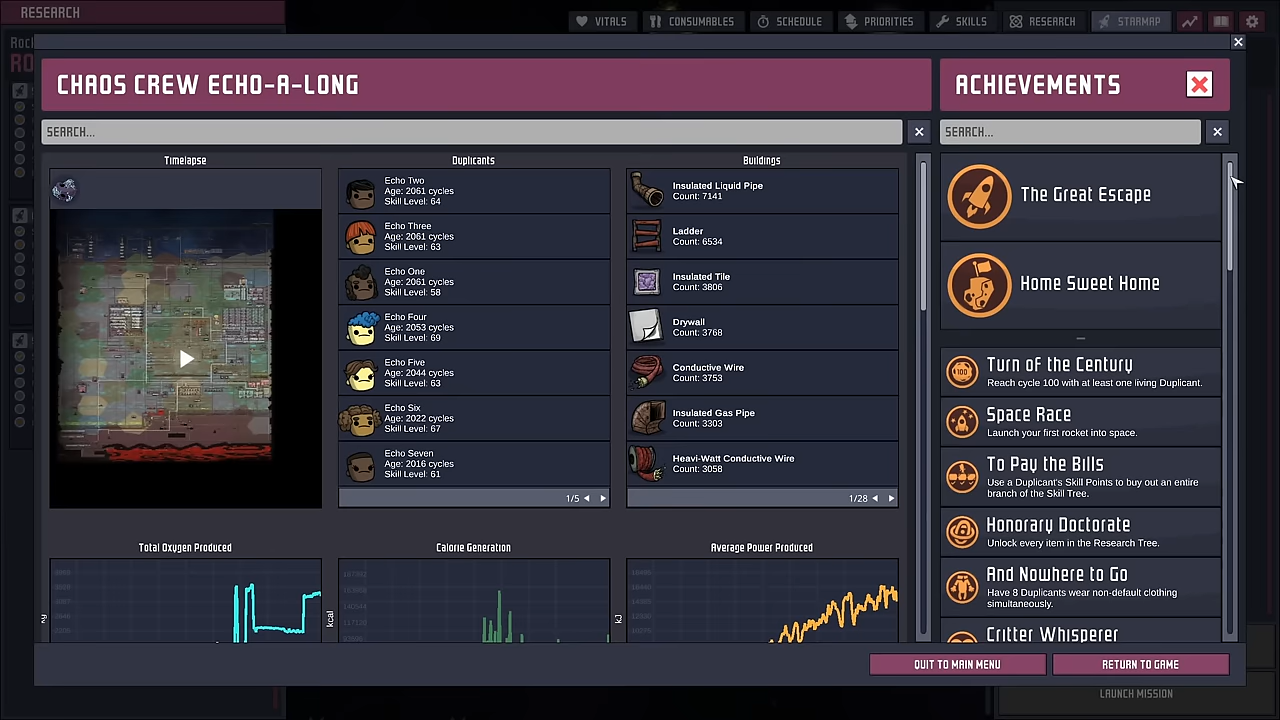 RESEARCH
VITALS
CONSUMABLES
SCHEDULE
PRIORITIES
SKILLS
RESEARCH
STARMAP
CHAOS CREW ECHO-A-LONG
ACHIEVEMENTS
SEARCH...
SEARCH...
Timelapse
Duplicants
Buildings
Echo Two
Age: 2061 cycles
Skill Level: 64
Echo Three
Age: 2061 cycles
Skill Level: 63
Echo One
Age: 2061 cycles
Skill Level: 58
Echo Four
Age: 2053 cycles
Skill Level: 69
Echo Five
Age: 2044 cycles
Skill Level: 63
Echo Six
Age: 2022 cycles
Skill Level: 67
Echo Seven
Age: 2016 cycles
Skill Level: 61
1/5
Insulated Liquid Pipe
Count: 7141
Ladder
Count: 6534
Insulated Tile
Count: 3806
Drywall
Count: 3768
Conductive Wire
Count: 3753
Insulated Gas Pipe
Count: 3303
Heavi-Watt Conductive Wire
Count: 3058
1/28
The Great Escape
Home Sweet Home
Turn of the Century
Reach cycle 100 with at least one living Duplicant.
Space Race
Launch your first rocket into space.
To Pay the Bills
Use a Duplicant's Skill Points to buy out an entire
branch of the Skill Tree.
Honorary Doctorate
Unlock every item in the Research Tree.
And Nowhere to Go
Have 8 Duplicants wear non-default clothing
simultaneously.
Critter Whisperer
Total Oxygen Produced
Calorie Generation
Average Power Produced
kcal
kJ
QUIT TO MAIN MENU
RETURN TO GAME
LAUNCH MISSION